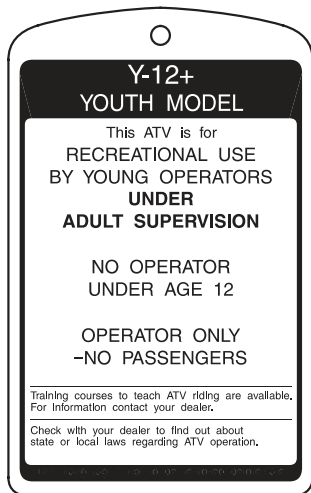 Y-12+
YOUTH MODEL
This ATV is for
RECREATIONAL USE
BY YOUNG OPERATORS
UNDER
ADULT SUPERVISION
NO OPERATOR
UNDER AGE 12
OPERATOR ONLY
–NO PASSENGERS
Training courses to teach ATV riding are available.
For information contact your dealer.
Check with your dealer to find out about
state or local laws regarding ATV operation.